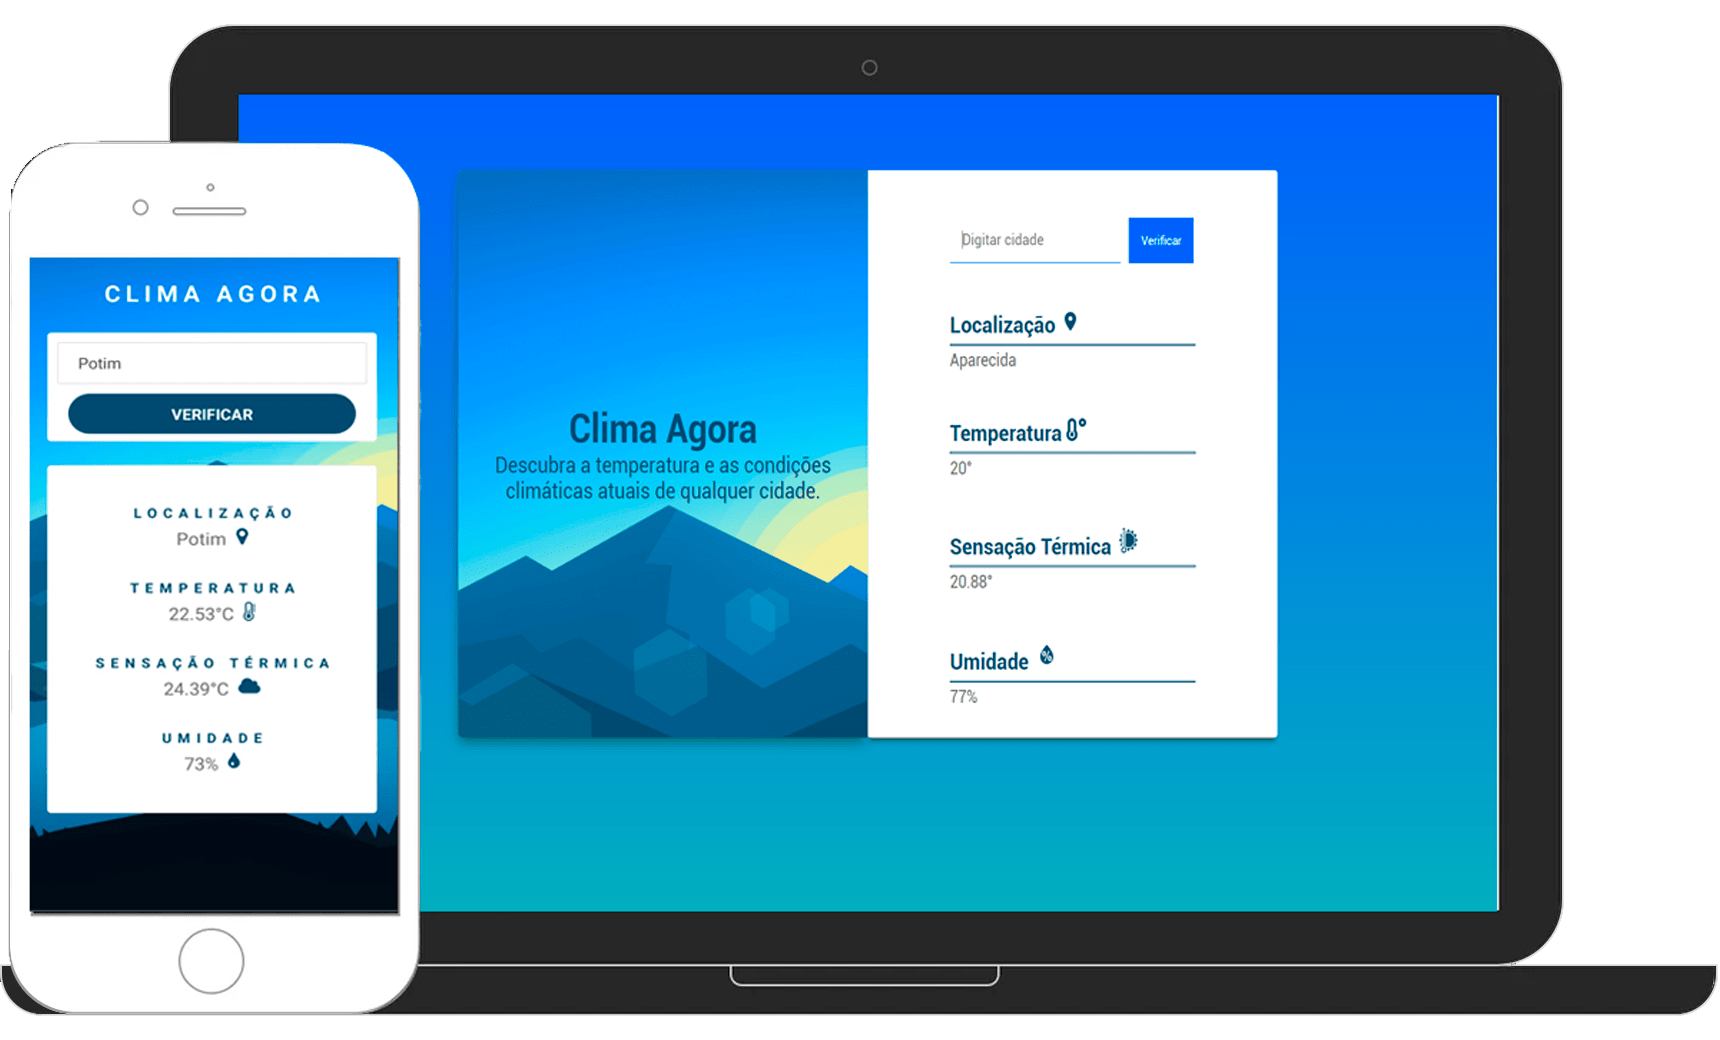 CLIMA AGORA
Potim
VERIFICAR
LOCALIZAÇÃO
Potim
TEMPERATURA
22.53°C
SENSAÇÃO TÉRMICA
24.39°C
UMIDADE
73%
Clima Agora
Descubra a temperatura e as condições
climáticas atuais de qualquer cidade.
Digitar cidade
Verificar
Localização
Aparecida
Temperatura
20°
Sensação Térmica
20.88°
Umidade
77%